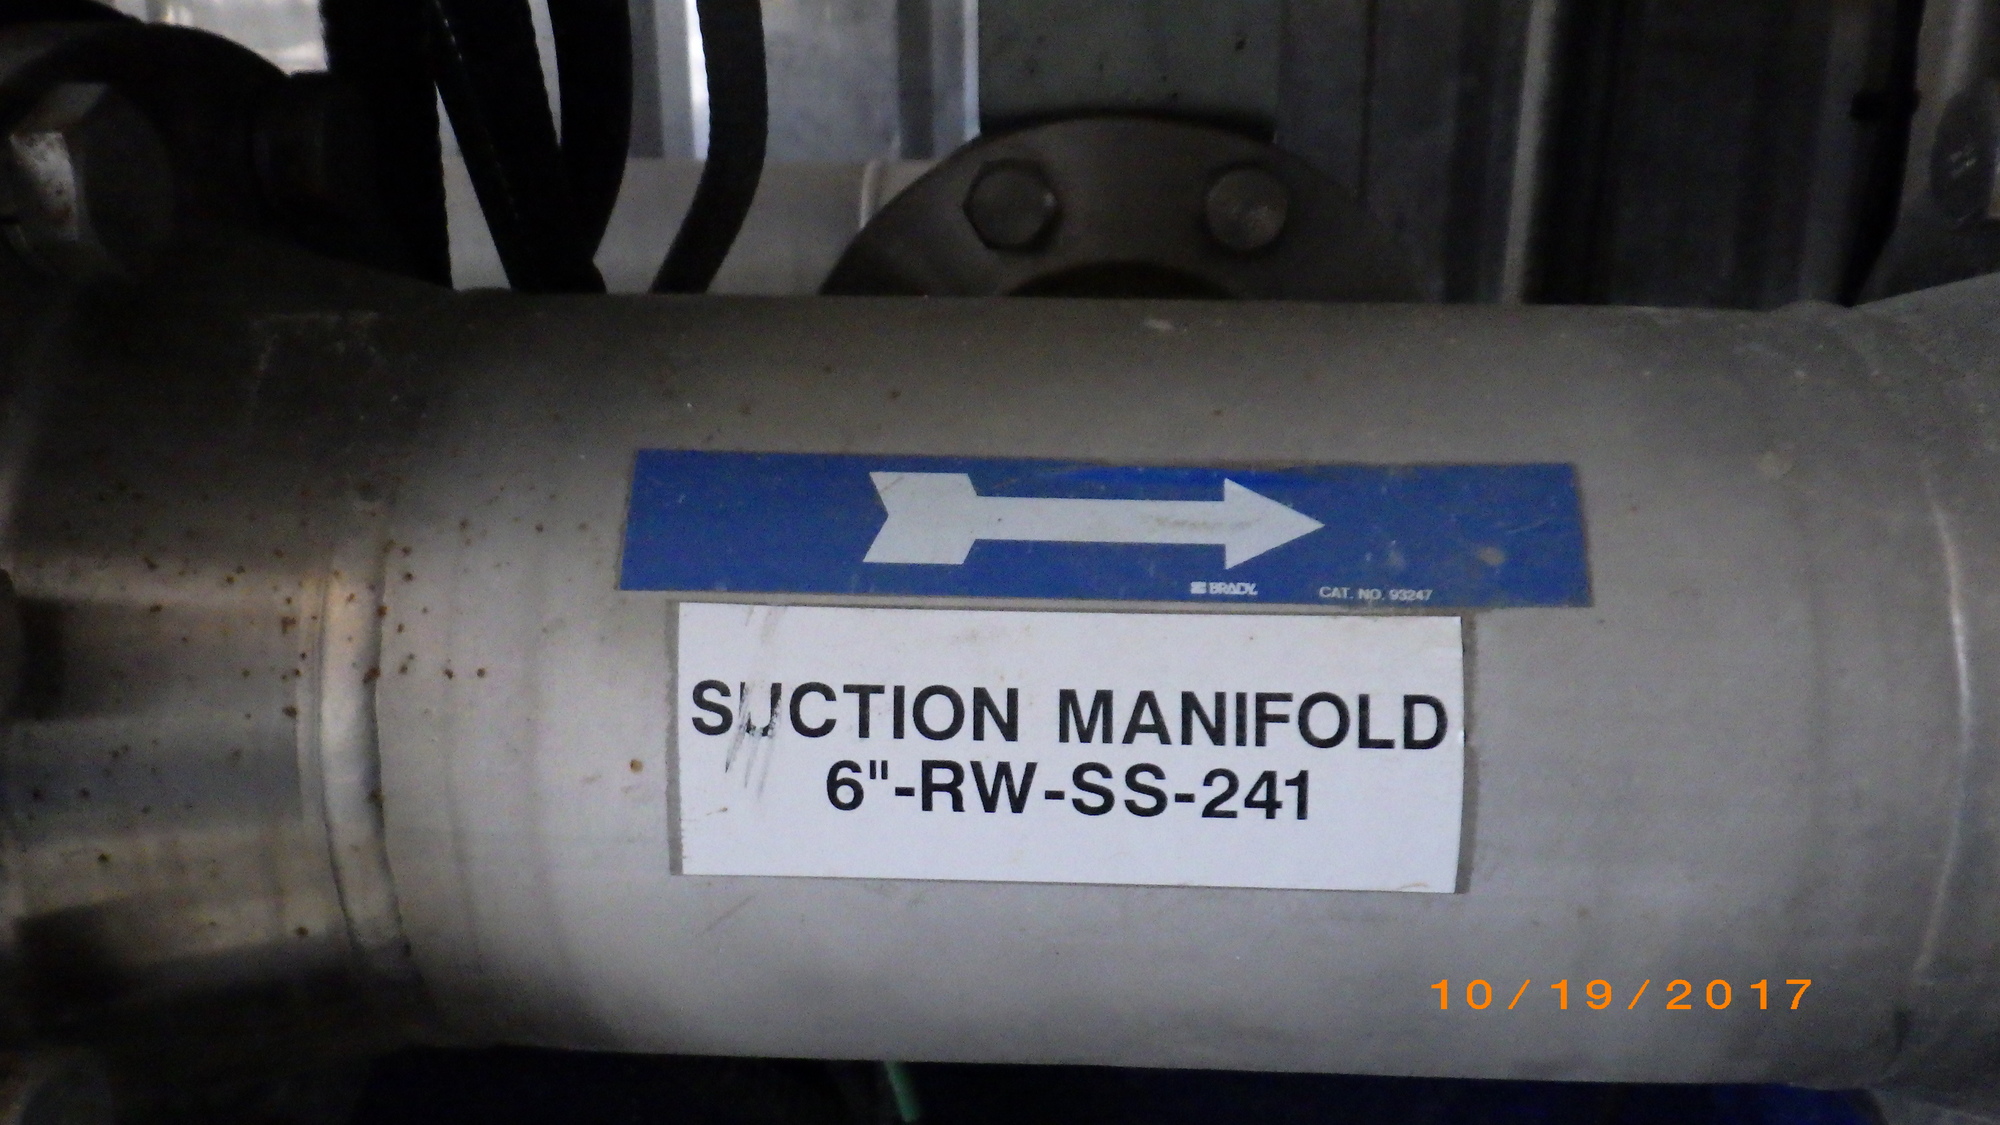 BRADY
CAT. NO. 93247
SUCTION MANIFOLD
6"-RW-SS-241
10/19/2017